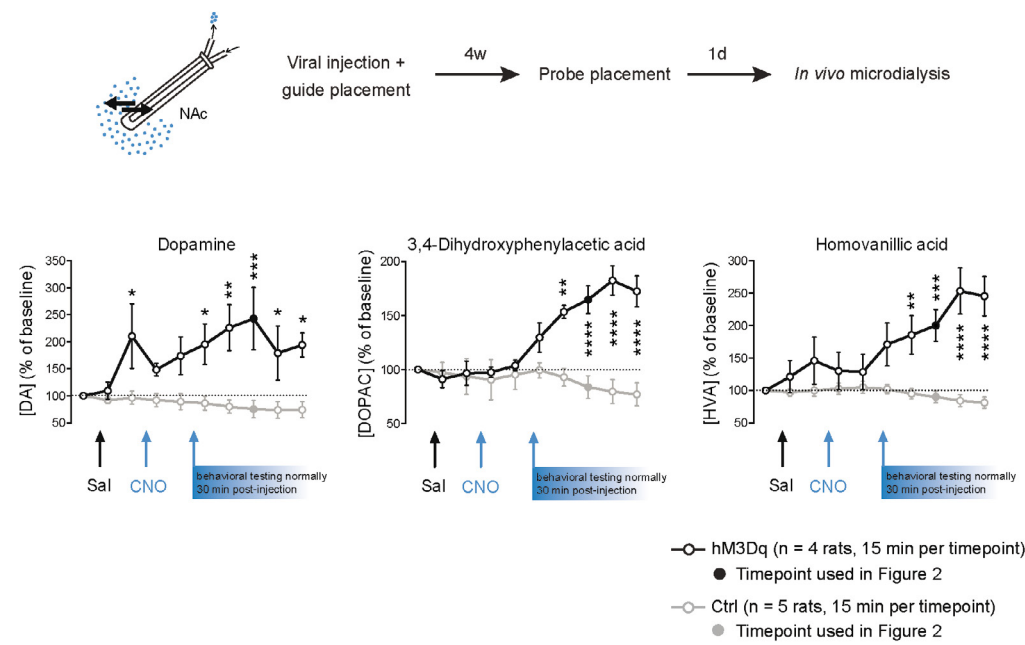 Viral injection +
guide placement
4w
Probe placement
1d
In vivo microdialysis
NAc
Dopamine
[DA] (% of baseline)
350
300
250
200
150
100
50
*
*
**
***
*
*
Sal
CNO
behavioral testing normally
30 min post-injection
3,4-Dihydroxyphenylacetic acid
[DOPAC] (% of baseline)
200
150
100
50
**
****
****
****
Sal
CNO
behavioral testing normally
30 min post-injection
Homovanillic acid
[HVA] (% of baseline)
300
250
200
150
100
50
**
***
****
****
Sal
CNO
behavioral testing normally
30 min post-injection
hM3Dq (n = 4 rats, 15 min per timepoint)
Timepoint used in Figure 2
Ctrl (n = 5 rats, 15 min per timepoint)
Timepoint used in Figure 2